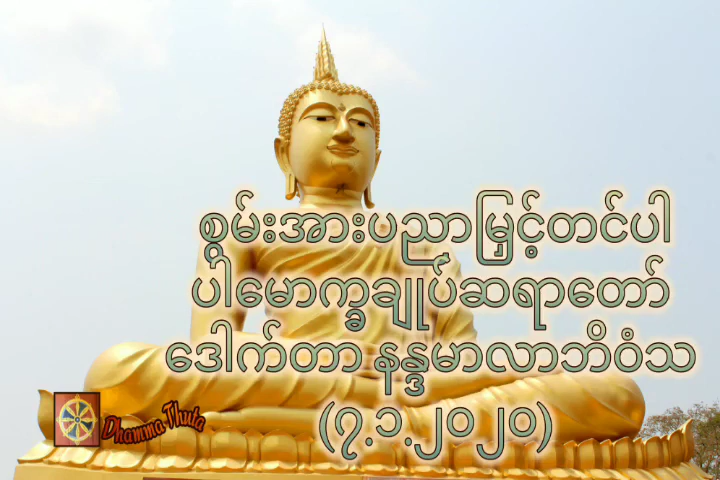 စွမ်းအားပညာမြှင့်တင်ပါ
ပါမောက္ခချုပ်ဆရာတော်
ဒေါက်တာ နန္ဒမာလာဘိဝံသ
(၇.၁.၂၀၂၀)
Dhamma Thuta